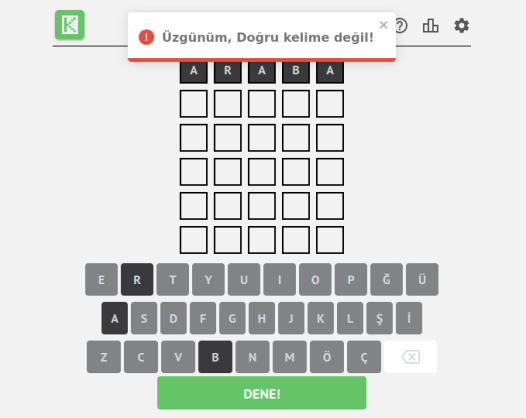 Üzgünüm, Doğru kelime değil!
A R A B A
E R T Y U I O P Ğ Ü
A S D F G H J K L Ş İ
Z C V B N M Ö Ç
DENE!